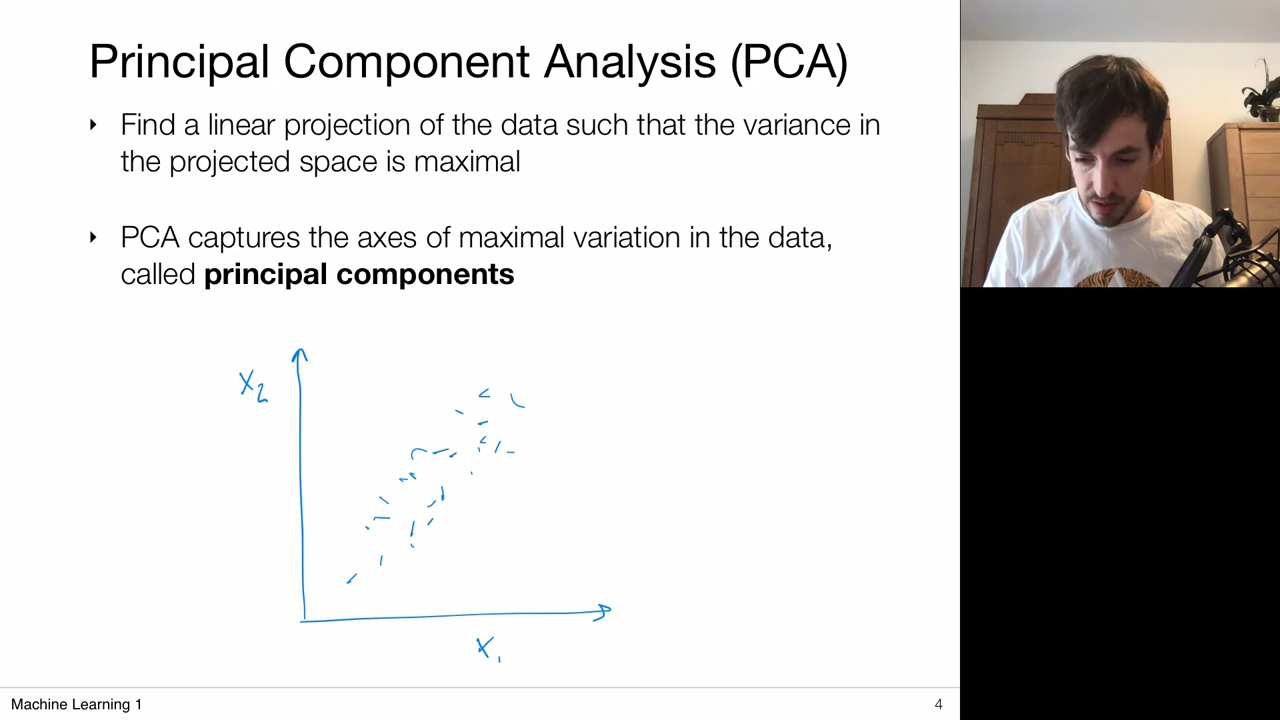 Principal Component Analysis (PCA)
‣ Find a linear projection of the data such that the variance in
the projected space is maximal
‣ PCA captures the axes of maximal variation in the data,
called principal components
X₂
X₁
Machine Learning 1
4